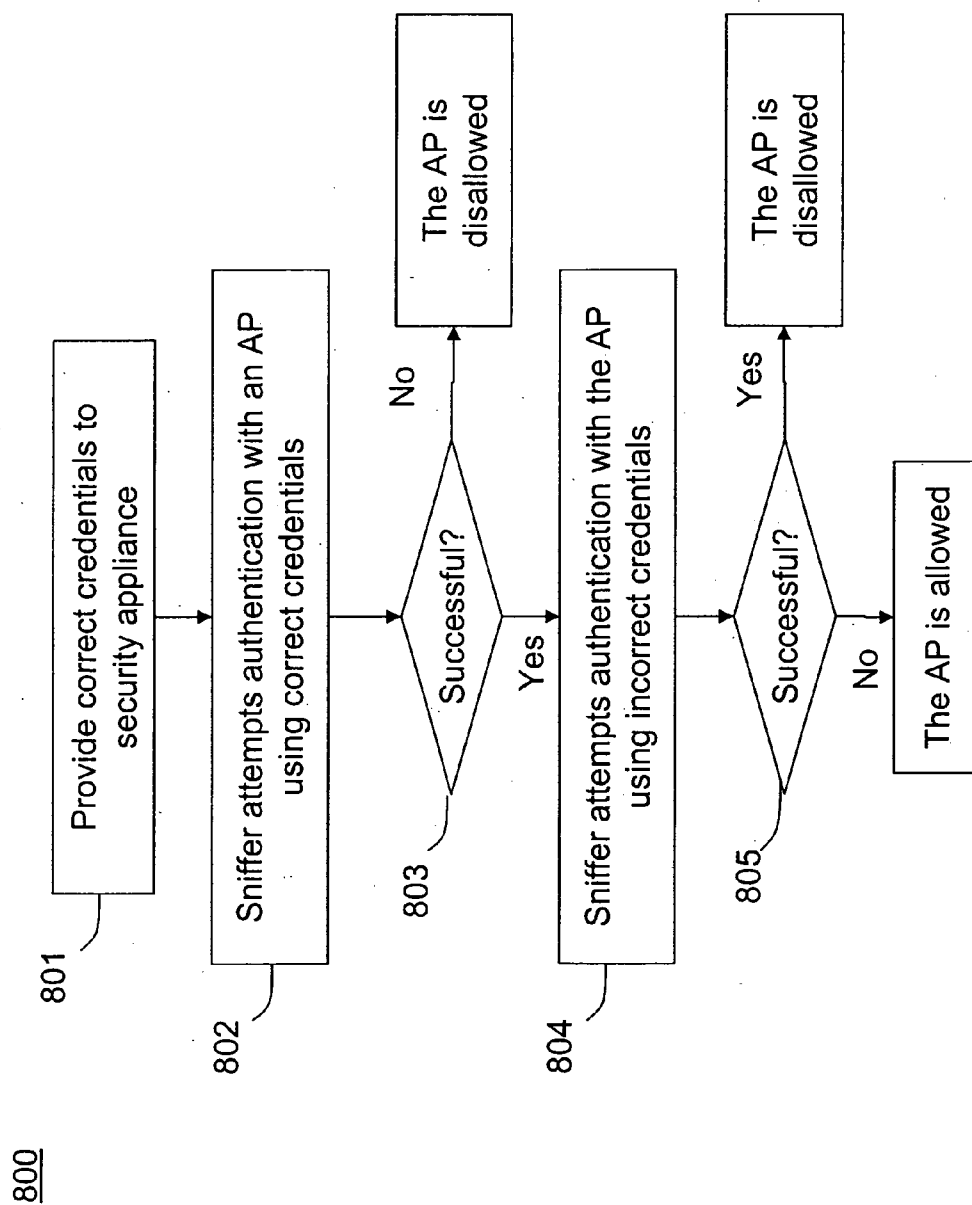 800
801
Provide correct credentials to
security appliance
802
Sniffer attempts authentication with an AP
using correct credentials
803
Successful?
No
The AP is
disallowed
Yes
804
Sniffer attempts authentication with the AP
using incorrect credentials
805
Successful?
Yes
The AP is
disallowed
No
The AP is allowed